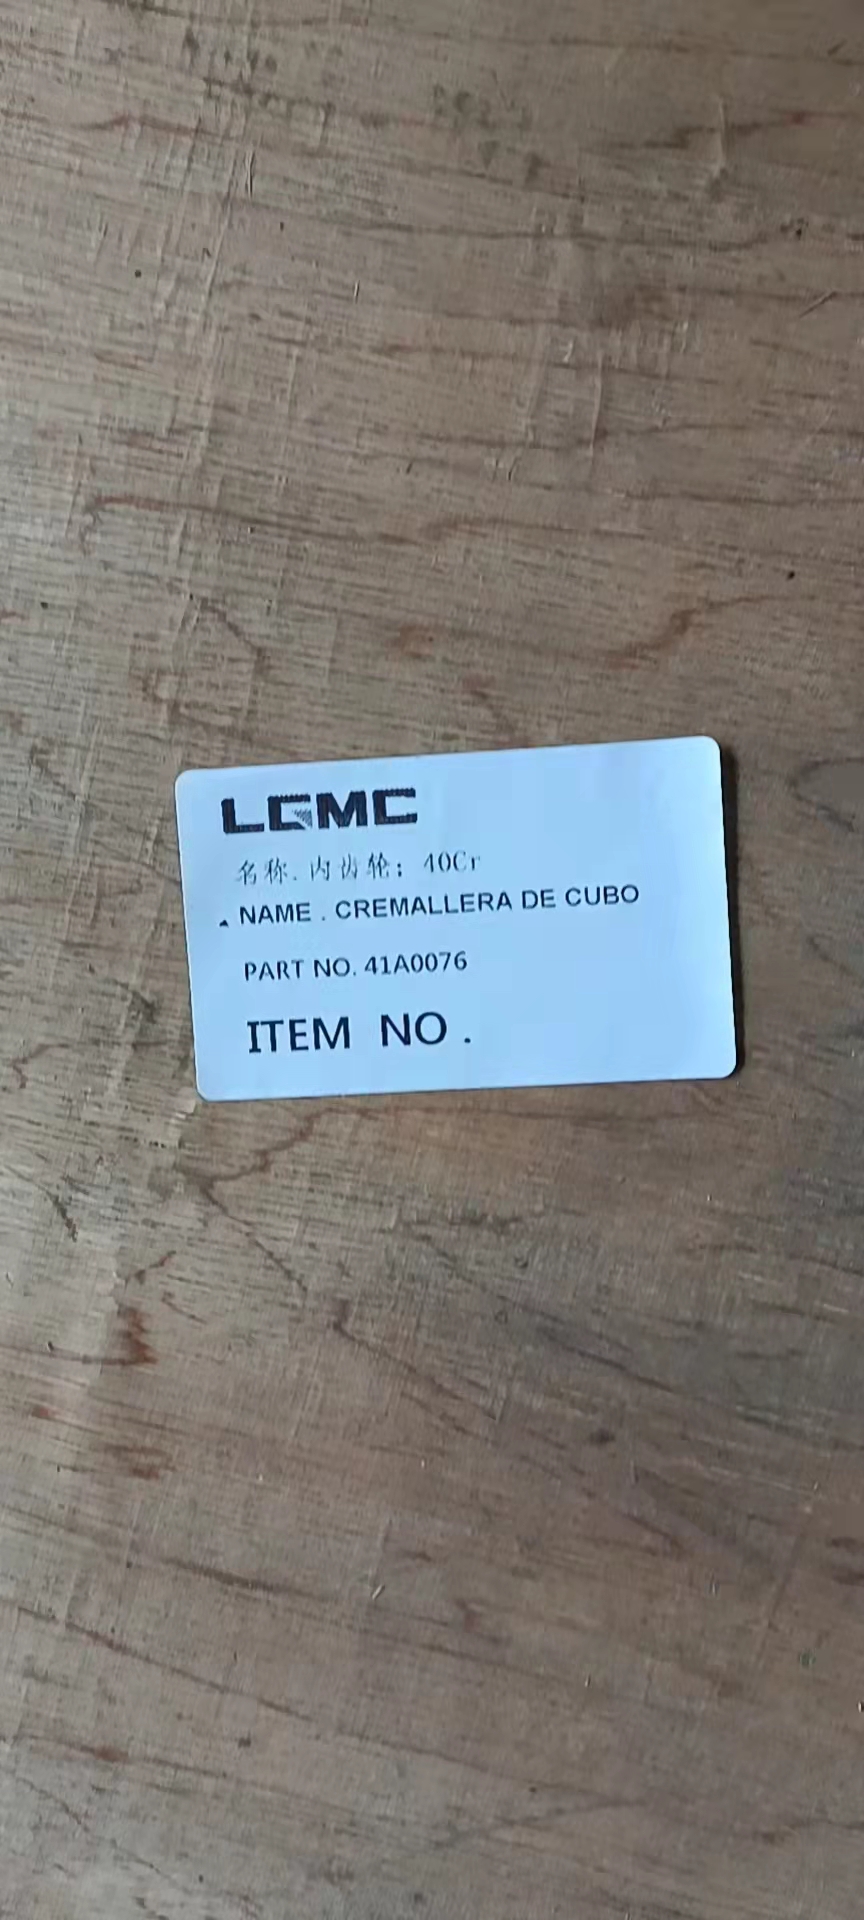 LGMC
名称.内齿轮；40Cr
NAME . CREMALLERA DE CUBO
PART NO. 41A0076
ITEM NO .